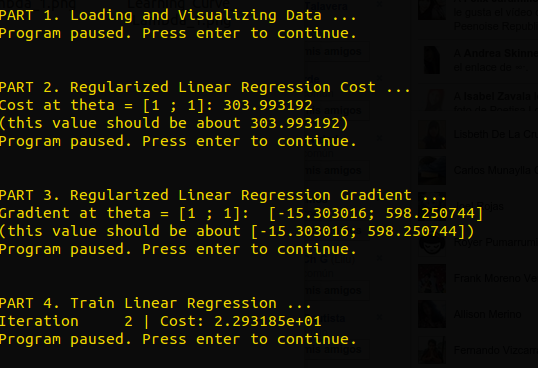 PART 1. Loading and Visualizing Data ...
Program paused. Press enter to continue.
PART 2. Regularized Linear Regression Cost ...
Cost at theta = [1 ; 1]: 303.993192
(this value should be about 303.993192)
Program paused. Press enter to continue.
PART 3. Regularized Linear Regression Gradient ...
Gradient at theta = [1 ; 1]:  [-15.303016; 598.250744]
(this value should be about [-15.303016; 598.250744])
Program paused. Press enter to continue.
PART 4. Train Linear Regression ...
Iteration     2 | Cost: 2.293185e+01
Program paused. Press enter to continue.